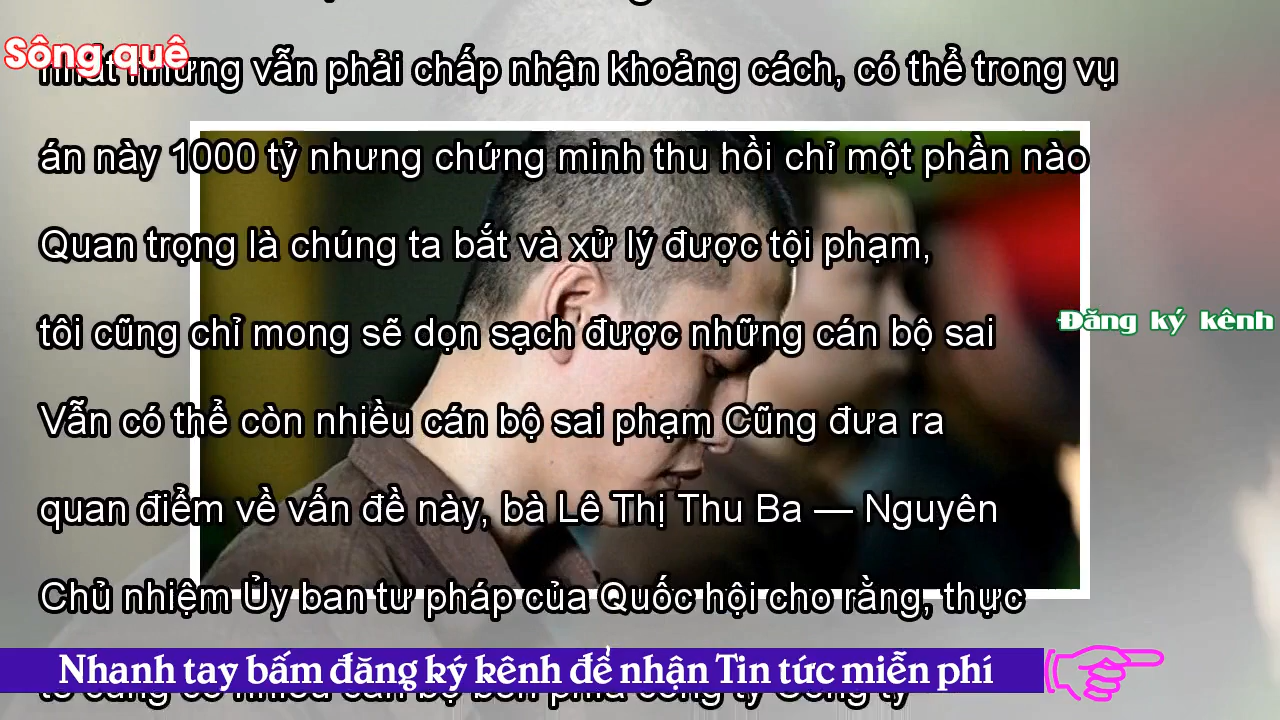 Sông quê
nhất nhưng vẫn phải chấp nhận khoảng cách, có thể trong vụ
án này 1000 tỷ nhưng chứng minh thu hồi chỉ một phần nào
Quan trọng là chúng ta bắt và xử lý được tội phạm,
tôi cũng chỉ mong sẽ dọn sạch được những cán bộ sai
Đăng ký kênh
Vẫn có thể còn nhiều cán bộ sai phạm Cũng đưa ra
quan điểm về vấn đề này, bà Lê Thị Thu Ba — Nguyên
Chủ nhiệm Ủy ban tư pháp của Quốc hội cho rằng, thực
Nhanh tay bấm đăng ký kênh để nhận Tin tức miễn phí